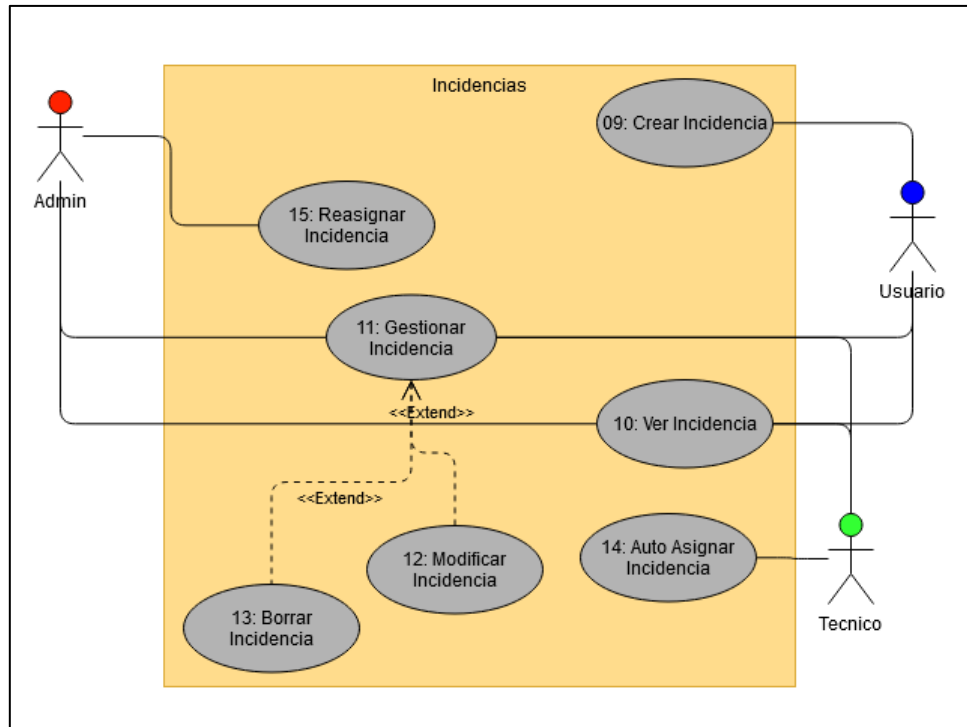 Incidencias
09: Crear Incidencia
Admin
15: Reasignar
Incidencia
Usuario
11: Gestionar
Incidencia
<<Extend>>
10: Ver Incidencia
<<Extend>>
12: Modificar
Incidencia
14: Auto Asignar
Incidencia
13: Borrar
Incidencia
Tecnico